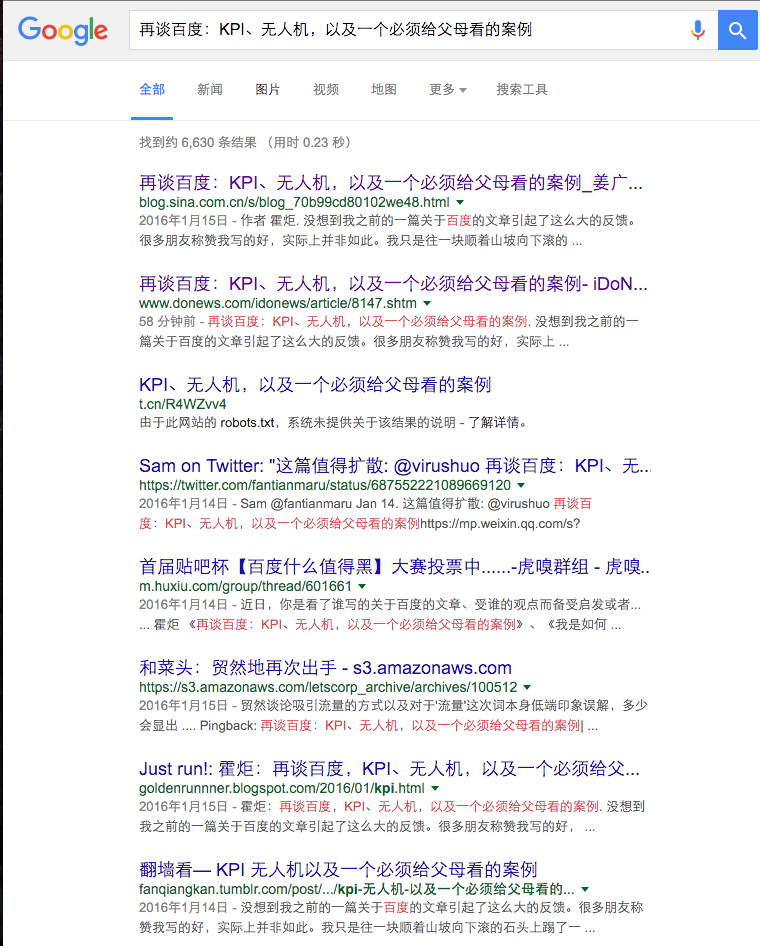 Google
再谈百度：KPI、无人机，以及一个必须给父母看的案例
全部 新闻 图片 视频 地图 更多 搜索工具
找到约 6,630 条结果 （用时 0.23 秒）
再谈百度：KPI、无人机，以及一个必须给父母看的案例_姜广...
blog.sina.com.cn/s/blog_70b99cd80102we48.html
2016年1月15日 - 作者 霍炬. 没想到我之前的一篇关于百度的文章引起了这么大的反馈。
很多朋友称赞我写的好，实际上并非如此。我只是往一块顺着山坡向下滚的 ...
再谈百度：KPI、无人机，以及一个必须给父母看的案例- iDoN...
www.donews.com/idonews/article/8147.shtm
58 分钟前 - 再谈百度：KPI、无人机，以及一个必须给父母看的案例. 没想到我之前的一
篇关于百度的文章引起了这么大的反馈。很多朋友称赞我写的好，实际上 ...
KPI、无人机，以及一个必须给父母看的案例
t.cn/R4WZvv4
由于此网站的 robots.txt，系统未提供关于该结果的说明 - 了解详情。
Sam on Twitter: "这篇值得扩散: @virushuo 再谈百度：KPI、无...
https://twitter.com/fantianmaru/status/687552221089669120
2016年1月14日 - Sam @fantianmaru Jan 14. 这篇值得扩散: @virushuo 再谈百
度：KPI、无人机，以及一个必须给父母看的案例https://mp.weixin.qq.com/s?
首届贴吧杯【百度什么值得黑】大赛投票中......-虎嗅群组 - 虎嗅..
m.huxiu.com/group/thread/601661
2016年1月14日 - 近日，你是看了谁写的关于百度的文章、受谁的观点而备受启发或者...
... 霍炬 《再谈百度：KPI、无人机，以及一个必须给父母看的案例》、《我是如何 ...
和菜头：贸然地再次出手 - s3.amazonaws.com
https://s3.amazonaws.com/letscorp_archive/archives/100512
2016年1月15日 - 贸然谈论吸引流量的方式以及对于'流量'这次词本身低端印象误解，多少
会显出 .... Pingback: 再谈百度：KPI、无人机，以及一个必须给父母看的案例| ...
Just run!: 霍炬：再谈百度，KPI、无人机，以及一个必须给父...
goldenrunnner.blogspot.com/2016/01/kpi.html
2016年1月15日 - 霍炬：再谈百度，KPI、无人机，以及一个必须给父母看的案例. 没想到
我之前的一篇关于百度的文章引起了这么大的反馈。很多朋友称赞我写的好， ...
翻墙看— KPI 无人机以及一个必须给父母看的案例
fanqiangkan.tumblr.com/post/.../kpi-无人机-以及一个必须给父母看的...
2016年1月14日 - 没想到我之前的一篇关于百度的文章引起了这么大的反馈。很多朋友称
赞我写的好，实际上并非如此。我只是往一块顺着山坡向下滚的石头上踢了一 ...